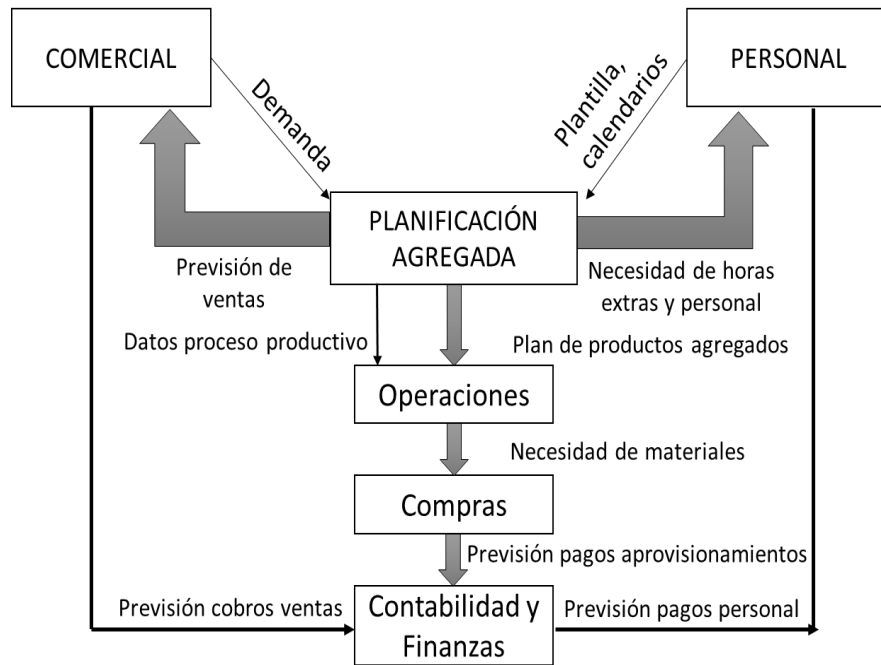 COMERCIAL
PERSONAL
Demanda
Plantilla,
calendarios
PLANIFICACIÓN
AGREGADA
Previsión de
ventas
Necesidad de horas
extras y personal
Datos proceso productivo
Plan de productos agregados
Operaciones
Necesidad de materiales
Compras
Previsión pagos aprovisionamientos
Previsión cobros ventas
Contabilidad y
Finanzas
Previsión pagos personal